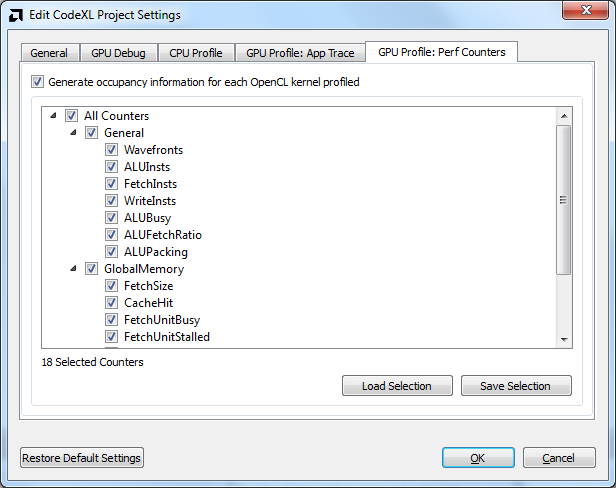 Edit CodeXL Project Settings
General
GPU Debug
CPU Profile
GPU Profile: App Trace
GPU Profile: Perf Counters
Generate occupancy information for each OpenCL kernel profiled
All Counters
General
Wavefronts
ALUInsts
FetchInsts
WriteInsts
ALUBusy
ALUFetchRatio
ALUPacking
GlobalMemory
FetchSize
CacheHit
FetchUnitBusy
FetchUnitStalled
18 Selected Counters
Load Selection
Save Selection
Restore Default Settings
OK
Cancel